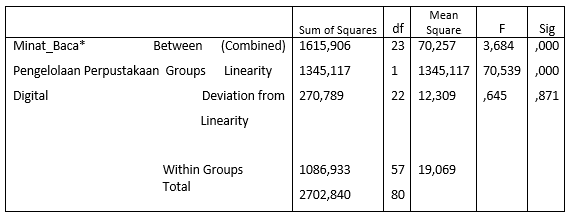 Sum of Squares df Mean Square F Sig
Minat_Baca* Between (Combined) 1615,906 23 70,257 3,684 ,000
Pengelolaan Perpustakaan Groups Linearity 1345,117 1 1345,117 70,539 ,000
Digital Deviation from 270,789 22 12,309 ,645 ,871
Linearity
Within Groups 1086,933 57 19,069
Total 2702,840 80